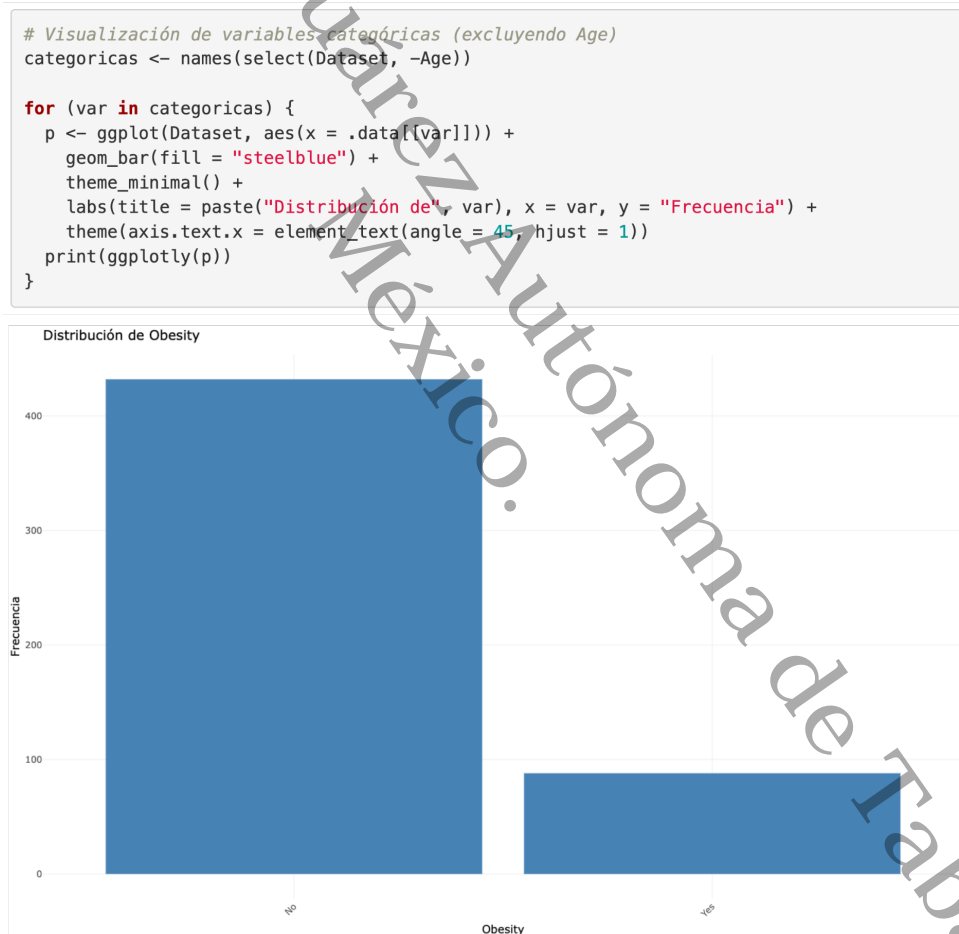 # Visualización de variables categóricas (excluyendo Age)
categoricas <- names(select(Dataset, -Age))
for (var in categoricas) {
  p <- ggplot(Dataset, aes(x = .data[[var]])) +
    geom_bar(fill = "steelblue") +
    theme_minimal() +
    labs(title = paste("Distribución de", var), x = var, y = "Frecuencia") +
    theme(axis.text.x = element_text(angle = 45, hjust = 1))
  print(ggplotly(p))
}
Distribución de Obesity
400
300
200
100
0
Frecuencia
No
Yes
Obesity
Autónoma de
México.